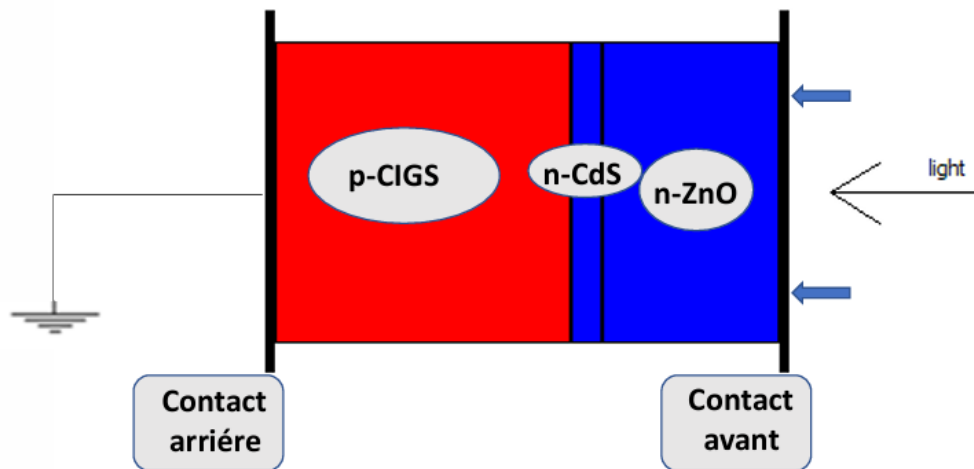 p-CIGS
n-CdS
n-ZnO
light
Contact
arriére
Contact
avant